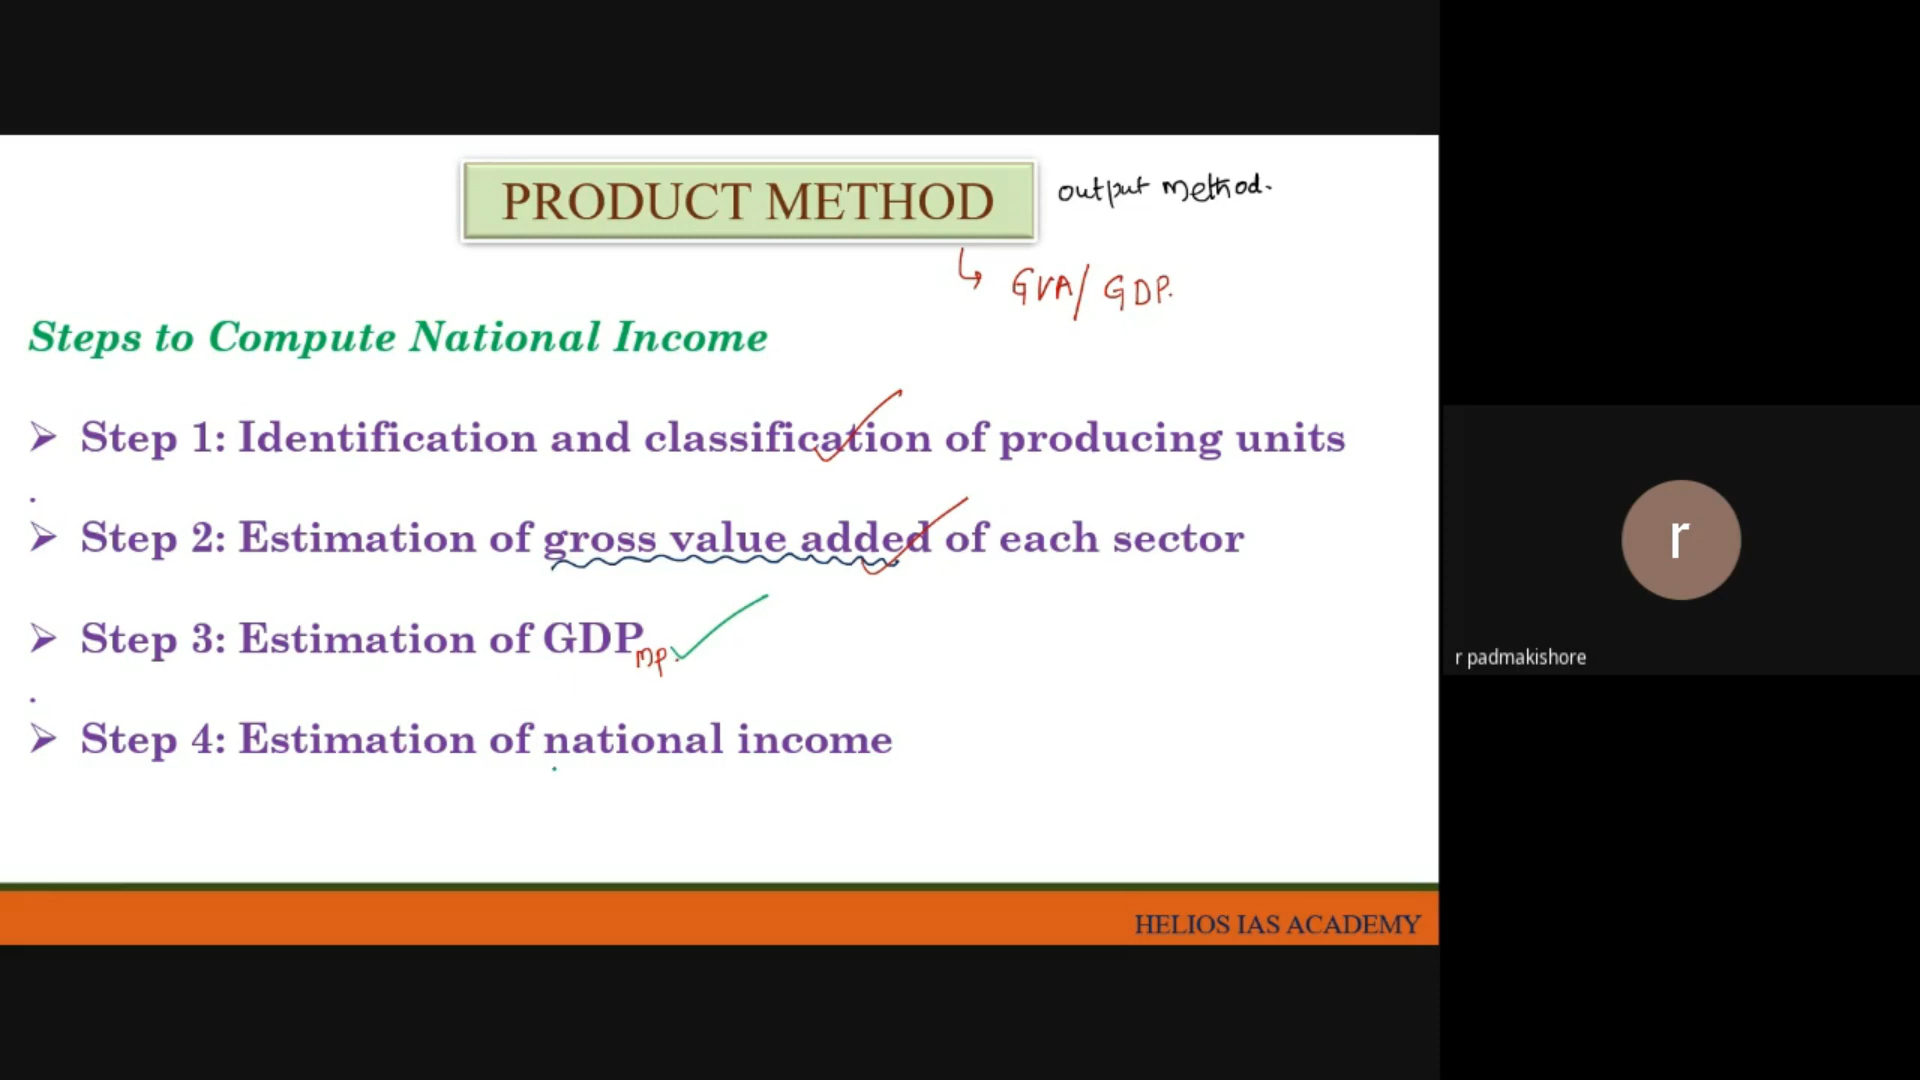 PRODUCT METHOD output method.
↳ GVA/ GDP.
Steps to Compute National Income
➢ Step 1: Identification and classification of producing units
.
➢ Step 2: Estimation of gross value added of each sector
➢ Step 3: Estimation of GDP mp.
.
➢ Step 4: Estimation of national income
HELIOS IAS ACADEMY
r
r padmakishore